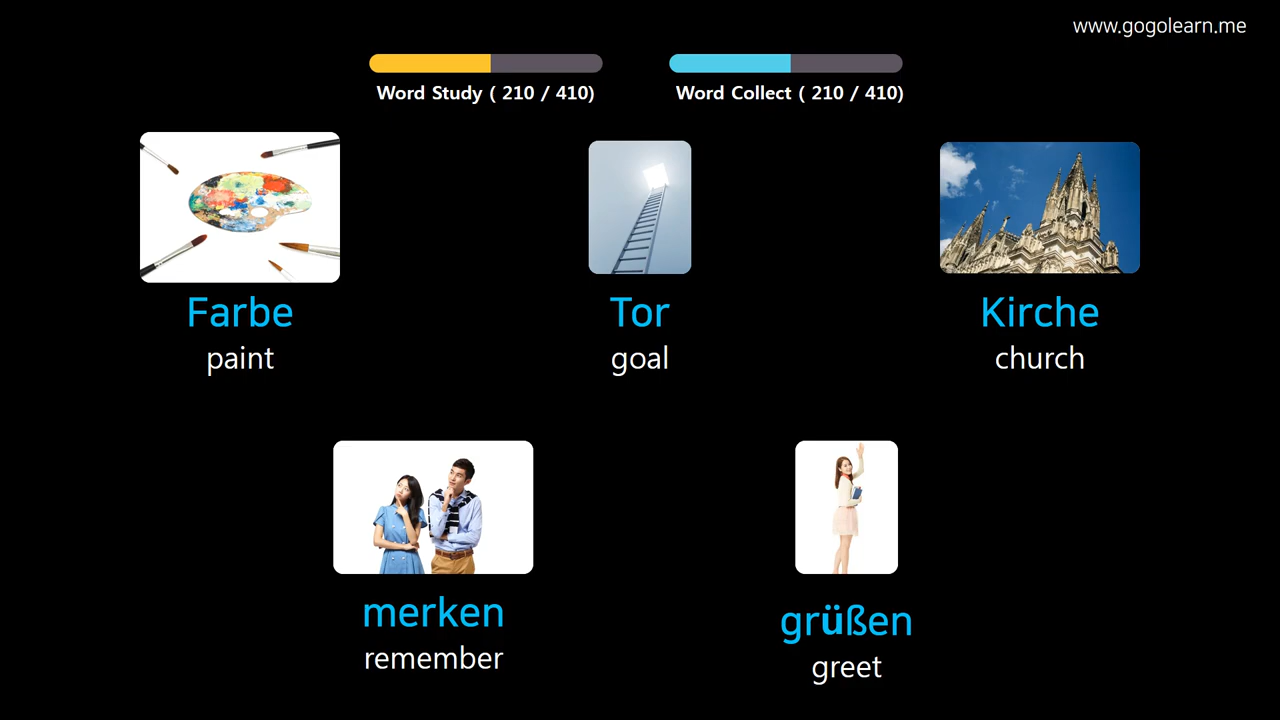 www.gogolearn.me
Word Study ( 210 / 410)
Word Collect ( 210 / 410)
Farbe
paint
Tor
goal
Kirche
church
merken
remember
grüßen
greet